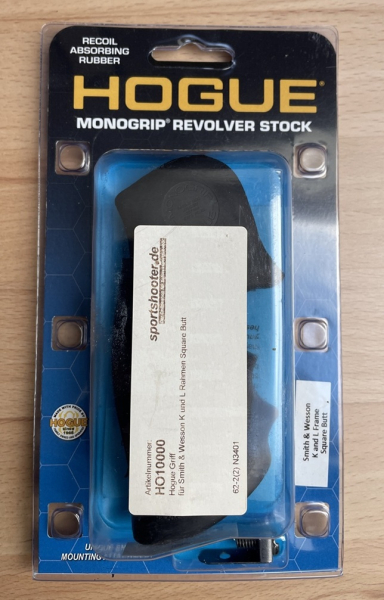 RECOIL
ABSORBING
RUBBER
HOGUE®
MONOGRIP® REVOLVER STOCK
sportshooter.de
Artikelnummer:
HO10000
Hogue Griff
für Smith & Wesson K und L Rahmen Square Butt
62-2(2) N3401
HOGUE
Smith & Wesson
K and L Frame
Square Butt
MOUNTING